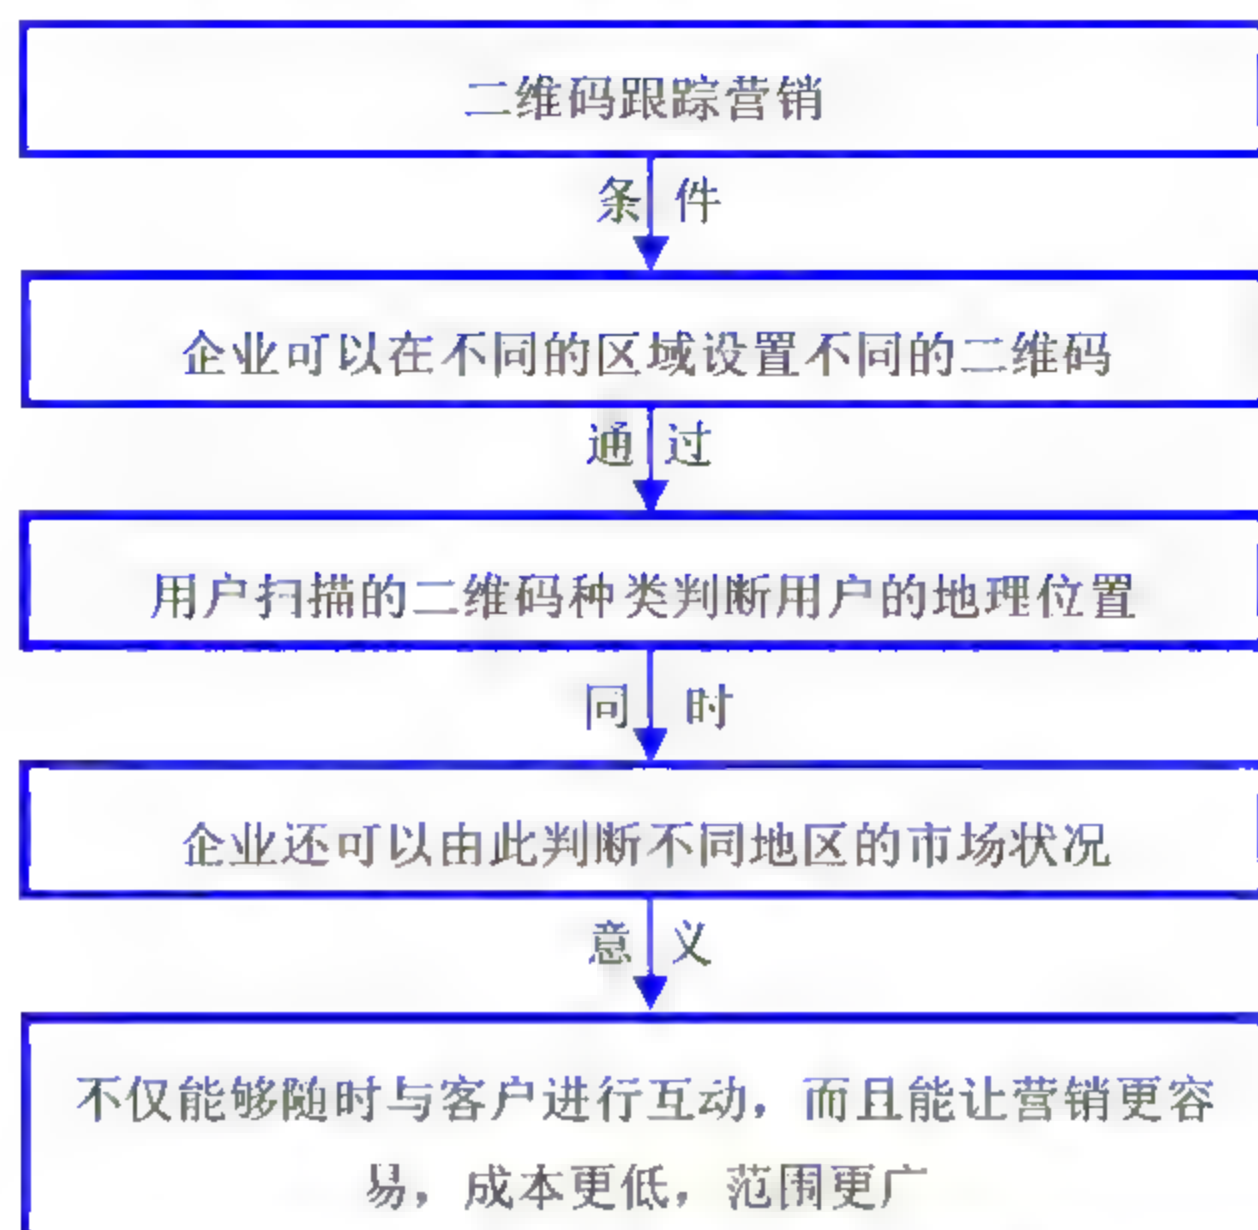 二维码跟踪营销
条件
企业可以在不同的区域设置不同的二维码
通过
用户扫描的二维码种类判断用户的地理位置
同时
企业还可以由此判断不同地区的市场状况
意义
不仅能够随时与客户进行互动，而且能让营销更容
易，成本更低，范围更广